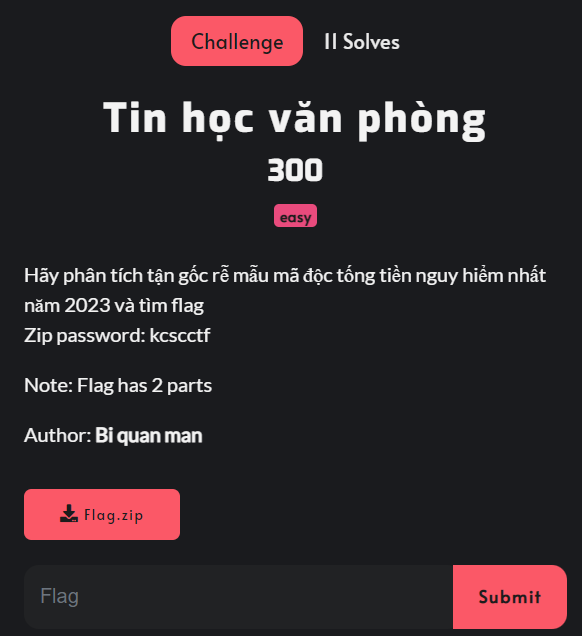 Challenge
11 Solves
Tin học văn phòng
300
easy
Hãy phân tích tận gốc rễ mẫu mã độc tống tiền nguy hiểm nhất
năm 2023 và tìm flag
Zip password: kcscctf
Note: Flag has 2 parts
Author: Bi quan man
Flag.zip
Flag
Submit